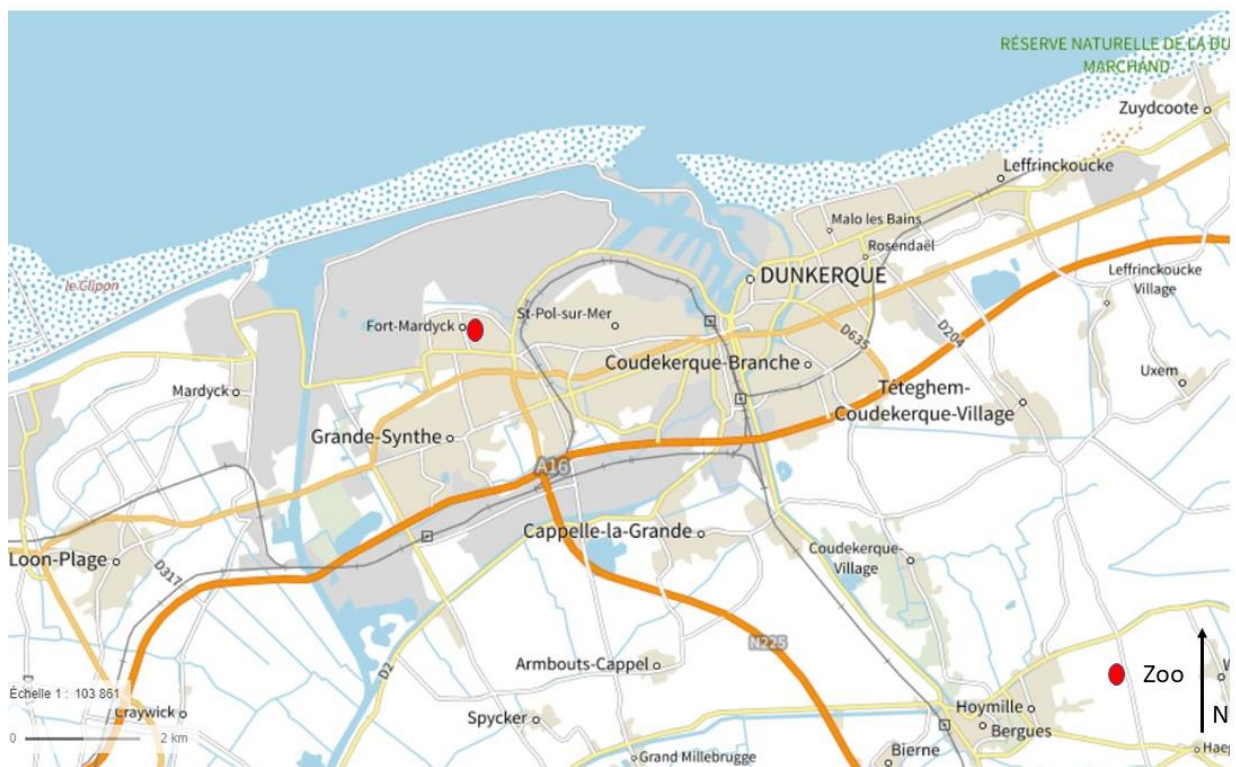 RÉSERVE NATURELLE DE LA DU
MARCHAND
Zuydcoote
Leffrinckoucke
Malo les Bains
Rosendaël
DUNKERQUE
Leffrinckoucke
Village
le Clipon
Fort-Mardyck
St-Pol-sur-Mer
D635
D204
Coudekerque-Branche
Uxem
Mardyck
Téteghem-
Coudekerque-Village
Grande-Synthe
A16
Cappelle-la-Grande
Coudekerque-
Village
Loon-Plage
D317
N225
Armbouts-Cappel
D2
Zoo
W
Échelle 1 : 103 861
Craywick
Spycker
Hoymille
N
Bergues
0 2 km
Grand Millebrugge
Bierne
Hae